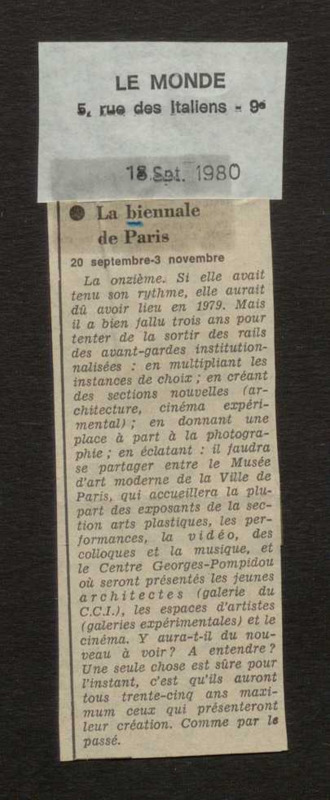 LE MONDE
5, rue des Italiens - 9e
18 Sept. 1980
La biennale
de Paris
20 septembre-3 novembre
La onzième. Si elle avait
tenu son rythme, elle aurait
dû avoir lieu en 1979. Mais
il a bien fallu trois ans pour
tenter de la sortir des rails
des avant-gardes institution-
nalisées : en multipliant les
instances de choix ; en créant
des sections nouvelles (ar-
chitecture, cinéma expéri-
mental) ; en donnant une
place à part à la photogra-
phie ; en éclatant : il faudra
se partager entre le Musée
d'art moderne de la Ville de
Paris, qui accueillera la plu-
part des exposants de la sec-
tion arts plastiques, les per-
formances, la vidéo, des
colloques et la musique, et
le Centre Georges-Pompidou
où seront présentés les jeunes
architectes (galerie du
C.C.I.), les espaces d'artistes
(galeries expérimentales) et le
cinéma. Y aura-t-il du nou-
veau à voir ? A entendre ?
Une seule chose est sûre pour
l'instant, c'est qu'ils auront
tous trente-cinq ans maxi-
mum ceux qui présenteront
leur création. Comme par le
passé.